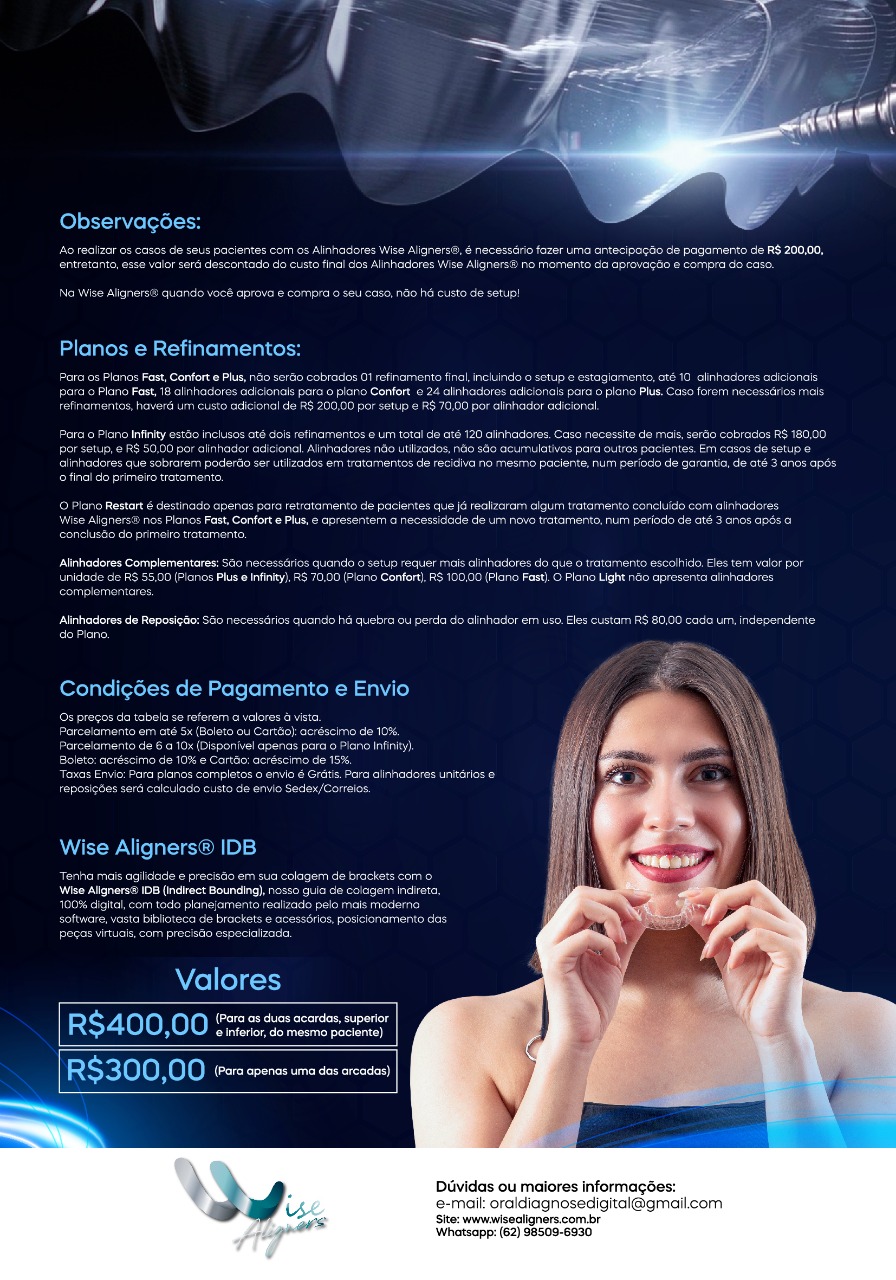 Observações:
Ao realizar os casos de seus pacientes com os Alinhadores Wise Aligners®, é necessário fazer uma antecipação de pagamento de R$ 200,00,
entretanto, esse valor será descontado do custo final dos Alinhadores Wise Aligners® no momento da aprovação e compra do caso.
Na Wise Aligners® quando você aprova e compra o seu caso, não há custo de setup!
Planos e Refinamentos:
Para os Planos Fast, Confort e Plus, não serão cobrados 01 refinamento final, incluindo o setup e estagiamento, até 10 alinhadores adicionais
para o Plano Fast, 18 alinhadores adicionais para o plano Confort e 24 alinhadores adicionais para o plano Plus. Caso forem necessários mais
refinamentos, haverá um custo adicional de R$ 200,00 por setup e R$ 70,00 por alinhador adicional.
Para o Plano Infinity estão inclusos até dois refinamentos e um total de até 120 alinhadores. Caso necessite de mais, serão cobrados R$ 180,00
por setup, e R$ 50,00 por alinhador adicional. Alinhadores não utilizados, não são acumulativos para outros pacientes. Em casos de setup e
alinhadores que sobrarem poderão ser utilizados em tratamentos de recidiva no mesmo paciente, num período de garantia, de até 3 anos após
o final do primeiro tratamento.
O Plano Restart é destinado apenas para retratamento de pacientes que já realizaram algum tratamento concluído com alinhadores
Wise Aligners® nos Planos Fast, Confort e Plus, e apresentem a necessidade de um novo tratamento, num período de até 3 anos após a
conclusão do primeiro tratamento.
Alinhadores Complementares: São necessários quando o setup requer mais alinhadores do que o tratamento escolhido. Eles tem valor por
unidade de R$ 55,00 (Planos Plus e Infinity), R$ 70,00 (Plano Confort), R$ 100,00 (Plano Fast). O Plano Light não apresenta alinhadores
complementares.
Alinhadores de Reposição: São necessários quando há quebra ou perda do alinhador em uso. Eles custam R$ 80,00 cada um, independente
do Plano.
Condições de Pagamento e Envio
Os preços da tabela se referem a valores à vista.
Parcelamento em até 5x (Boleto ou Cartão): acréscimo de 10%.
Parcelamento de 6 a 10x (Disponível apenas para o Plano Infinity).
Boleto: acréscimo de 10% e Cartão: acréscimo de 15%.
Taxas Envio: Para planos completos o envio é Grátis. Para alinhadores unitários e
reposições será calculado custo de envio Sedex/Correios.
Wise Aligners® IDB
Tenha mais agilidade e precisão em sua colagem de brackets com o
Wise Aligners® IDB (Indirect Bounding), nosso guia de colagem indireta,
100% digital, com todo planejamento realizado pelo mais moderno
software, vasta biblioteca de brackets e acessórios, posicionamento das
peças virtuais, com precisão especializada.
Valores
R$400,00 (Para as duas acardas, superior
e inferior, do mesmo paciente)
R$300,00 (Para apenas uma das arcadas)
Wise
Aligners
Dúvidas ou maiores informações:
e-mail: oraldiagnosedigital@gmail.com
Site: www.wisealigners.com.br
Whatsapp: (62) 98509-6930